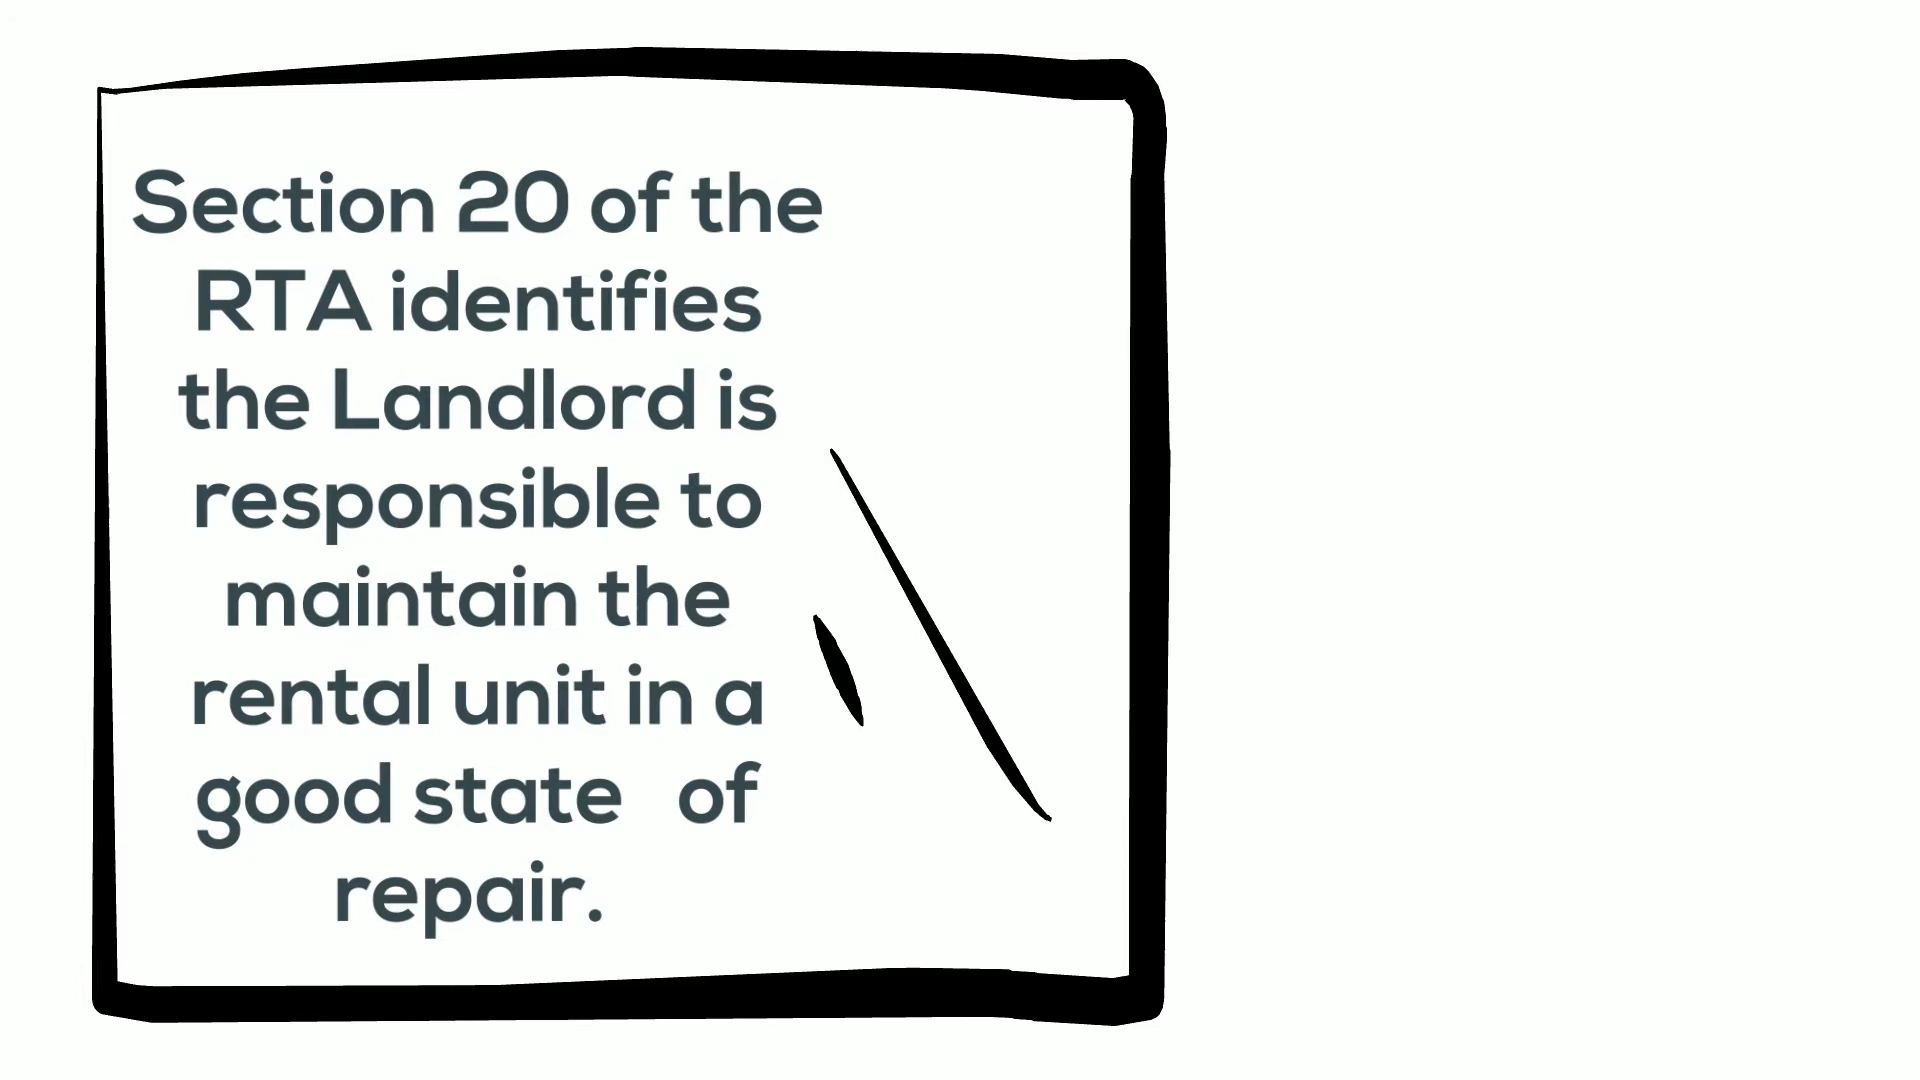 Section 20 of the
RTA identifies
the Landlord is
responsible to
maintain the
rental unit in a
good state   of
repair.